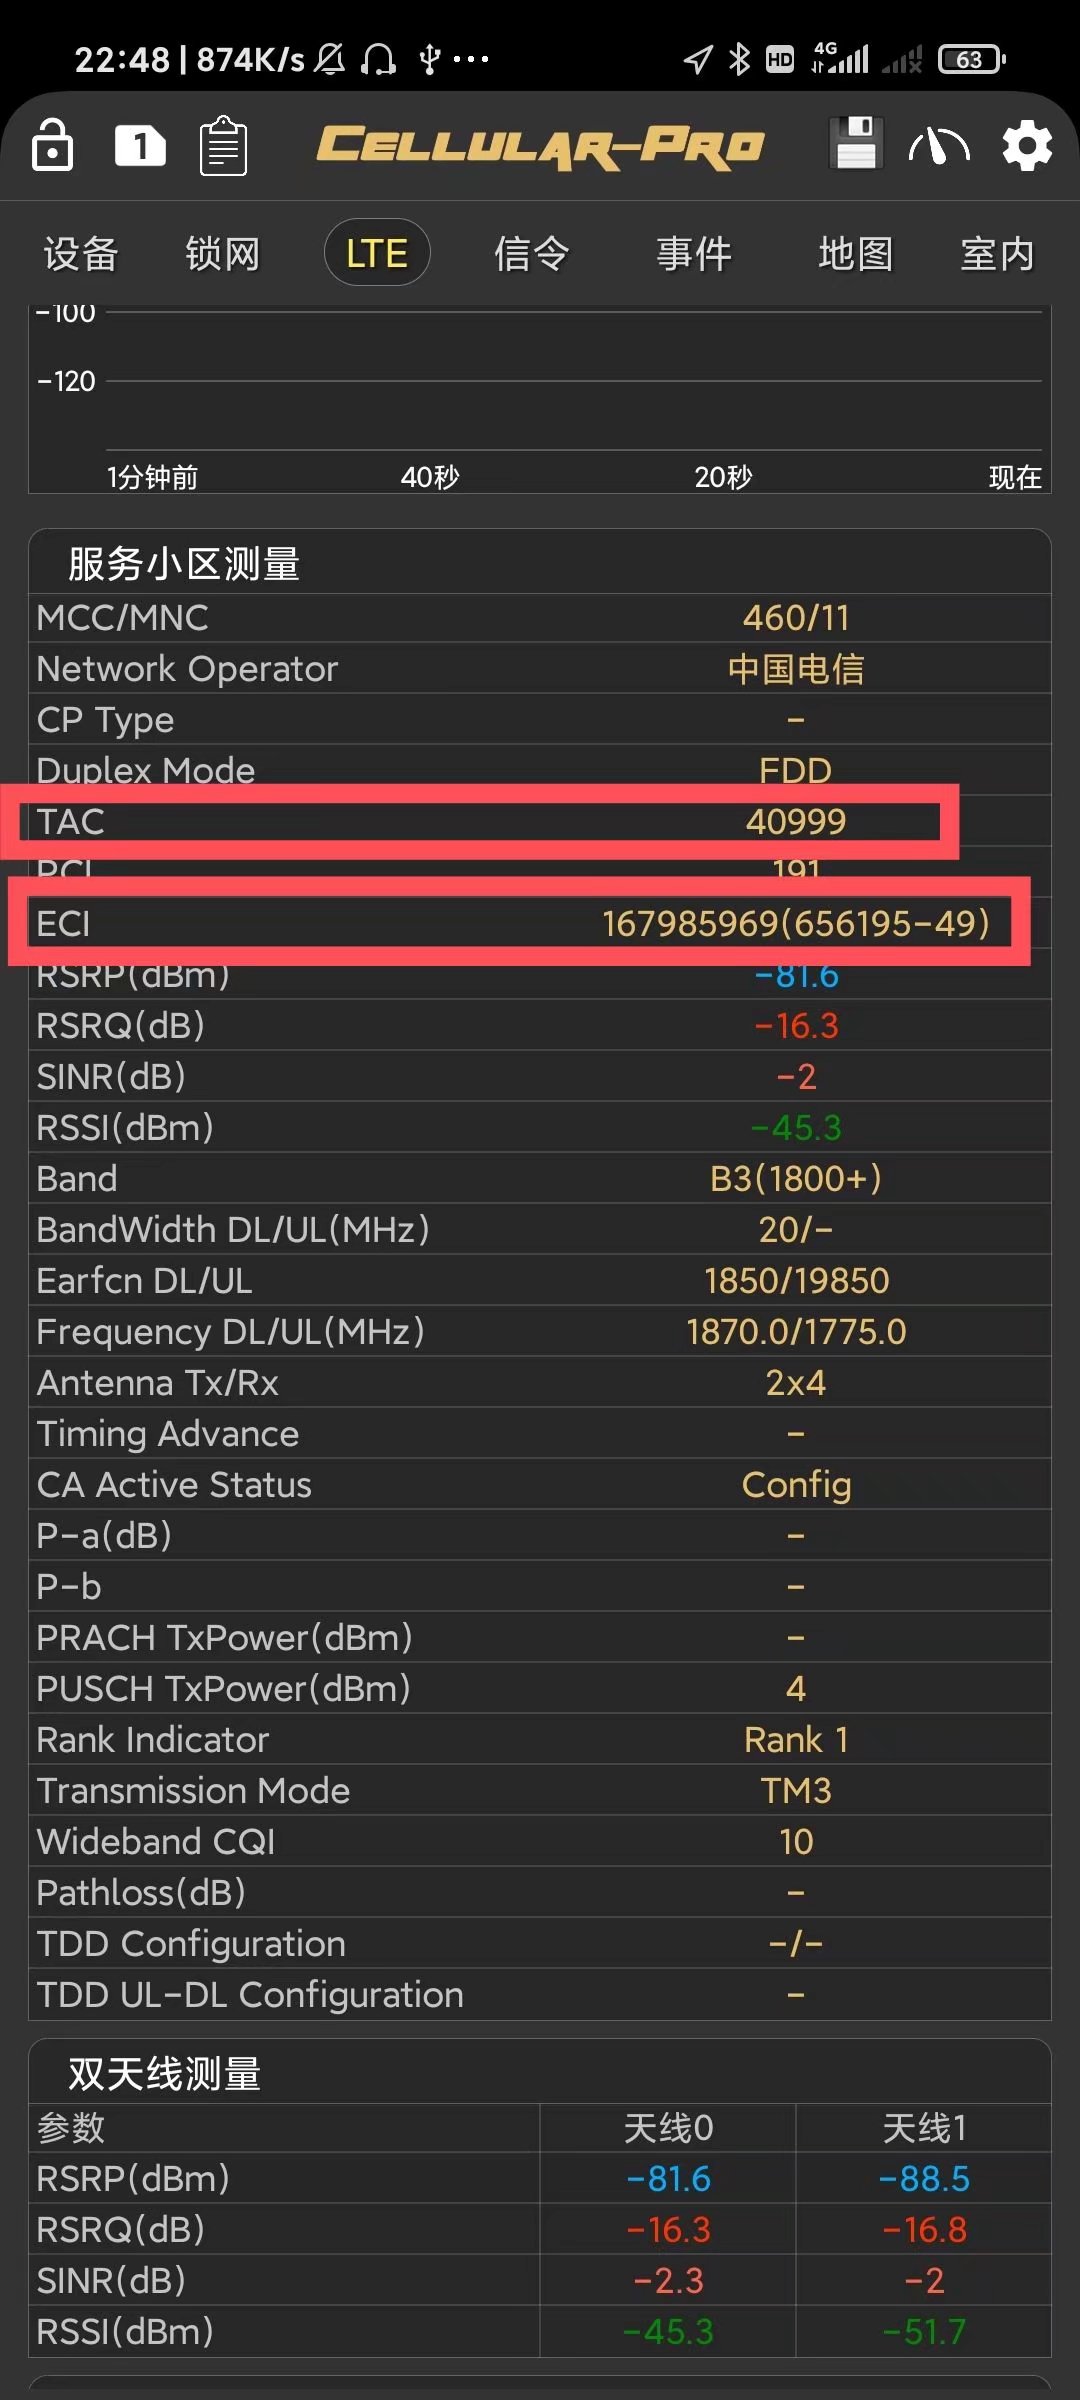 22:48 | 874K/s HD 4G 63
1 CELLULAR-PRO
设备 锁网 LTE 信令 事件 地图 室内
-100
-120
1分钟前 40秒 20秒 现在
服务小区测量
MCC/MNC 460/11
Network Operator 中国电信
CP Type -
Duplex Mode FDD
TAC 40999
PCI 191
ECI 167985969(656195-49)
RSRP(dBm) -81.6
RSRQ(dB) -16.3
SINR(dB) -2
RSSI(dBm) -45.3
Band B3(1800+)
BandWidth DL/UL(MHz) 20/-
Earfcn DL/UL 1850/19850
Frequency DL/UL(MHz) 1870.0/1775.0
Antenna Tx/Rx 2x4
Timing Advance -
CA Active Status Config
P-a(dB) -
P-b -
PRACH TxPower(dBm) -
PUSCH TxPower(dBm) 4
Rank Indicator Rank 1
Transmission Mode TM3
Wideband CQI 10
Pathloss(dB) -
TDD Configuration -/-
TDD UL-DL Configuration -
双天线测量
参数 天线0 天线1
RSRP(dBm) -81.6 -88.5
RSRQ(dB) -16.3 -16.8
SINR(dB) -2.3 -2
RSSI(dBm) -45.3 -51.7